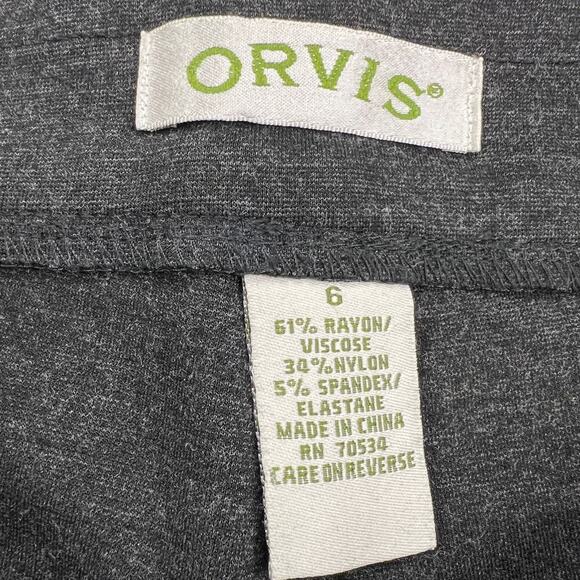 ORVIS®
6
61% RAYON/
VISCOSE
34%NYLON
5% SPANDEX/
ELASTANE
MADE IN CHINA
RN 70534
CARE ON REVERSE